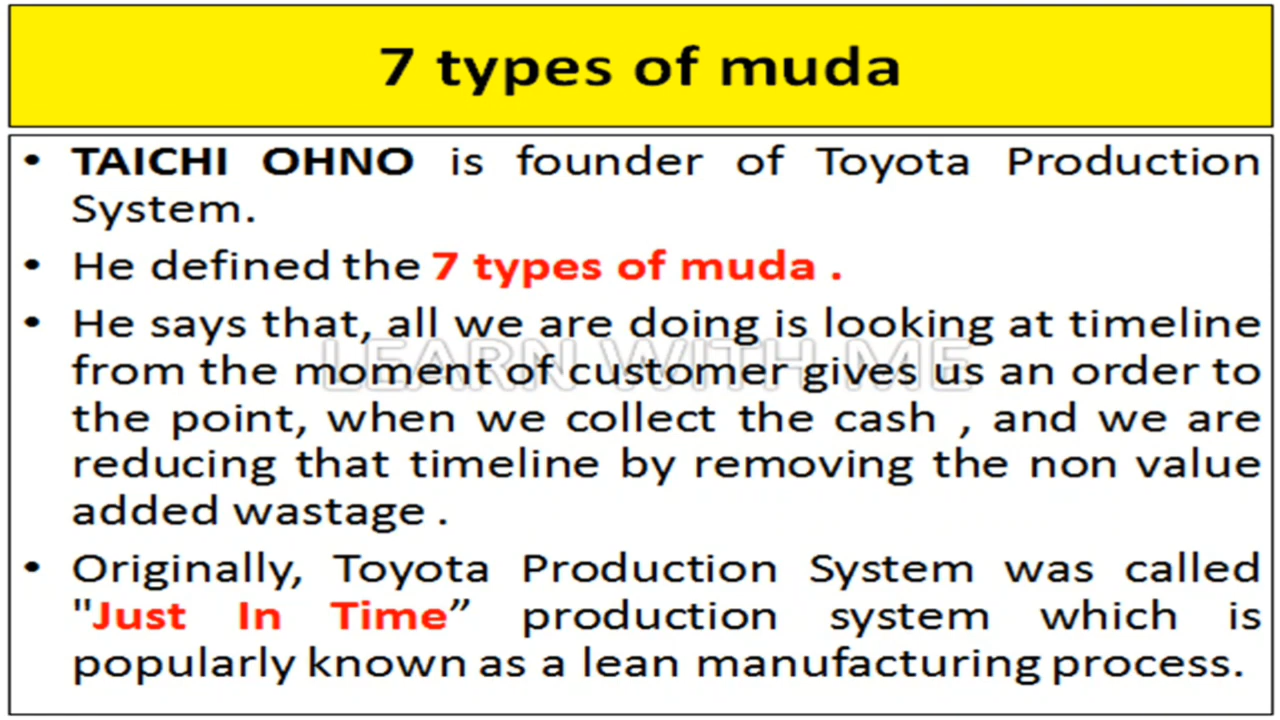 7 types of muda
• TAICHI OHNO is founder of Toyota Production
System.
• He defined the 7 types of muda .
• He says that, all we are doing is looking at timeline
from the moment of customer gives us an order to
the point, when we collect the cash , and we are
reducing that timeline by removing the non value
added wastage .
• Originally, Toyota Production System was called
"Just In Time” production system which is
popularly known as a lean manufacturing process.
LEARN WITH ME